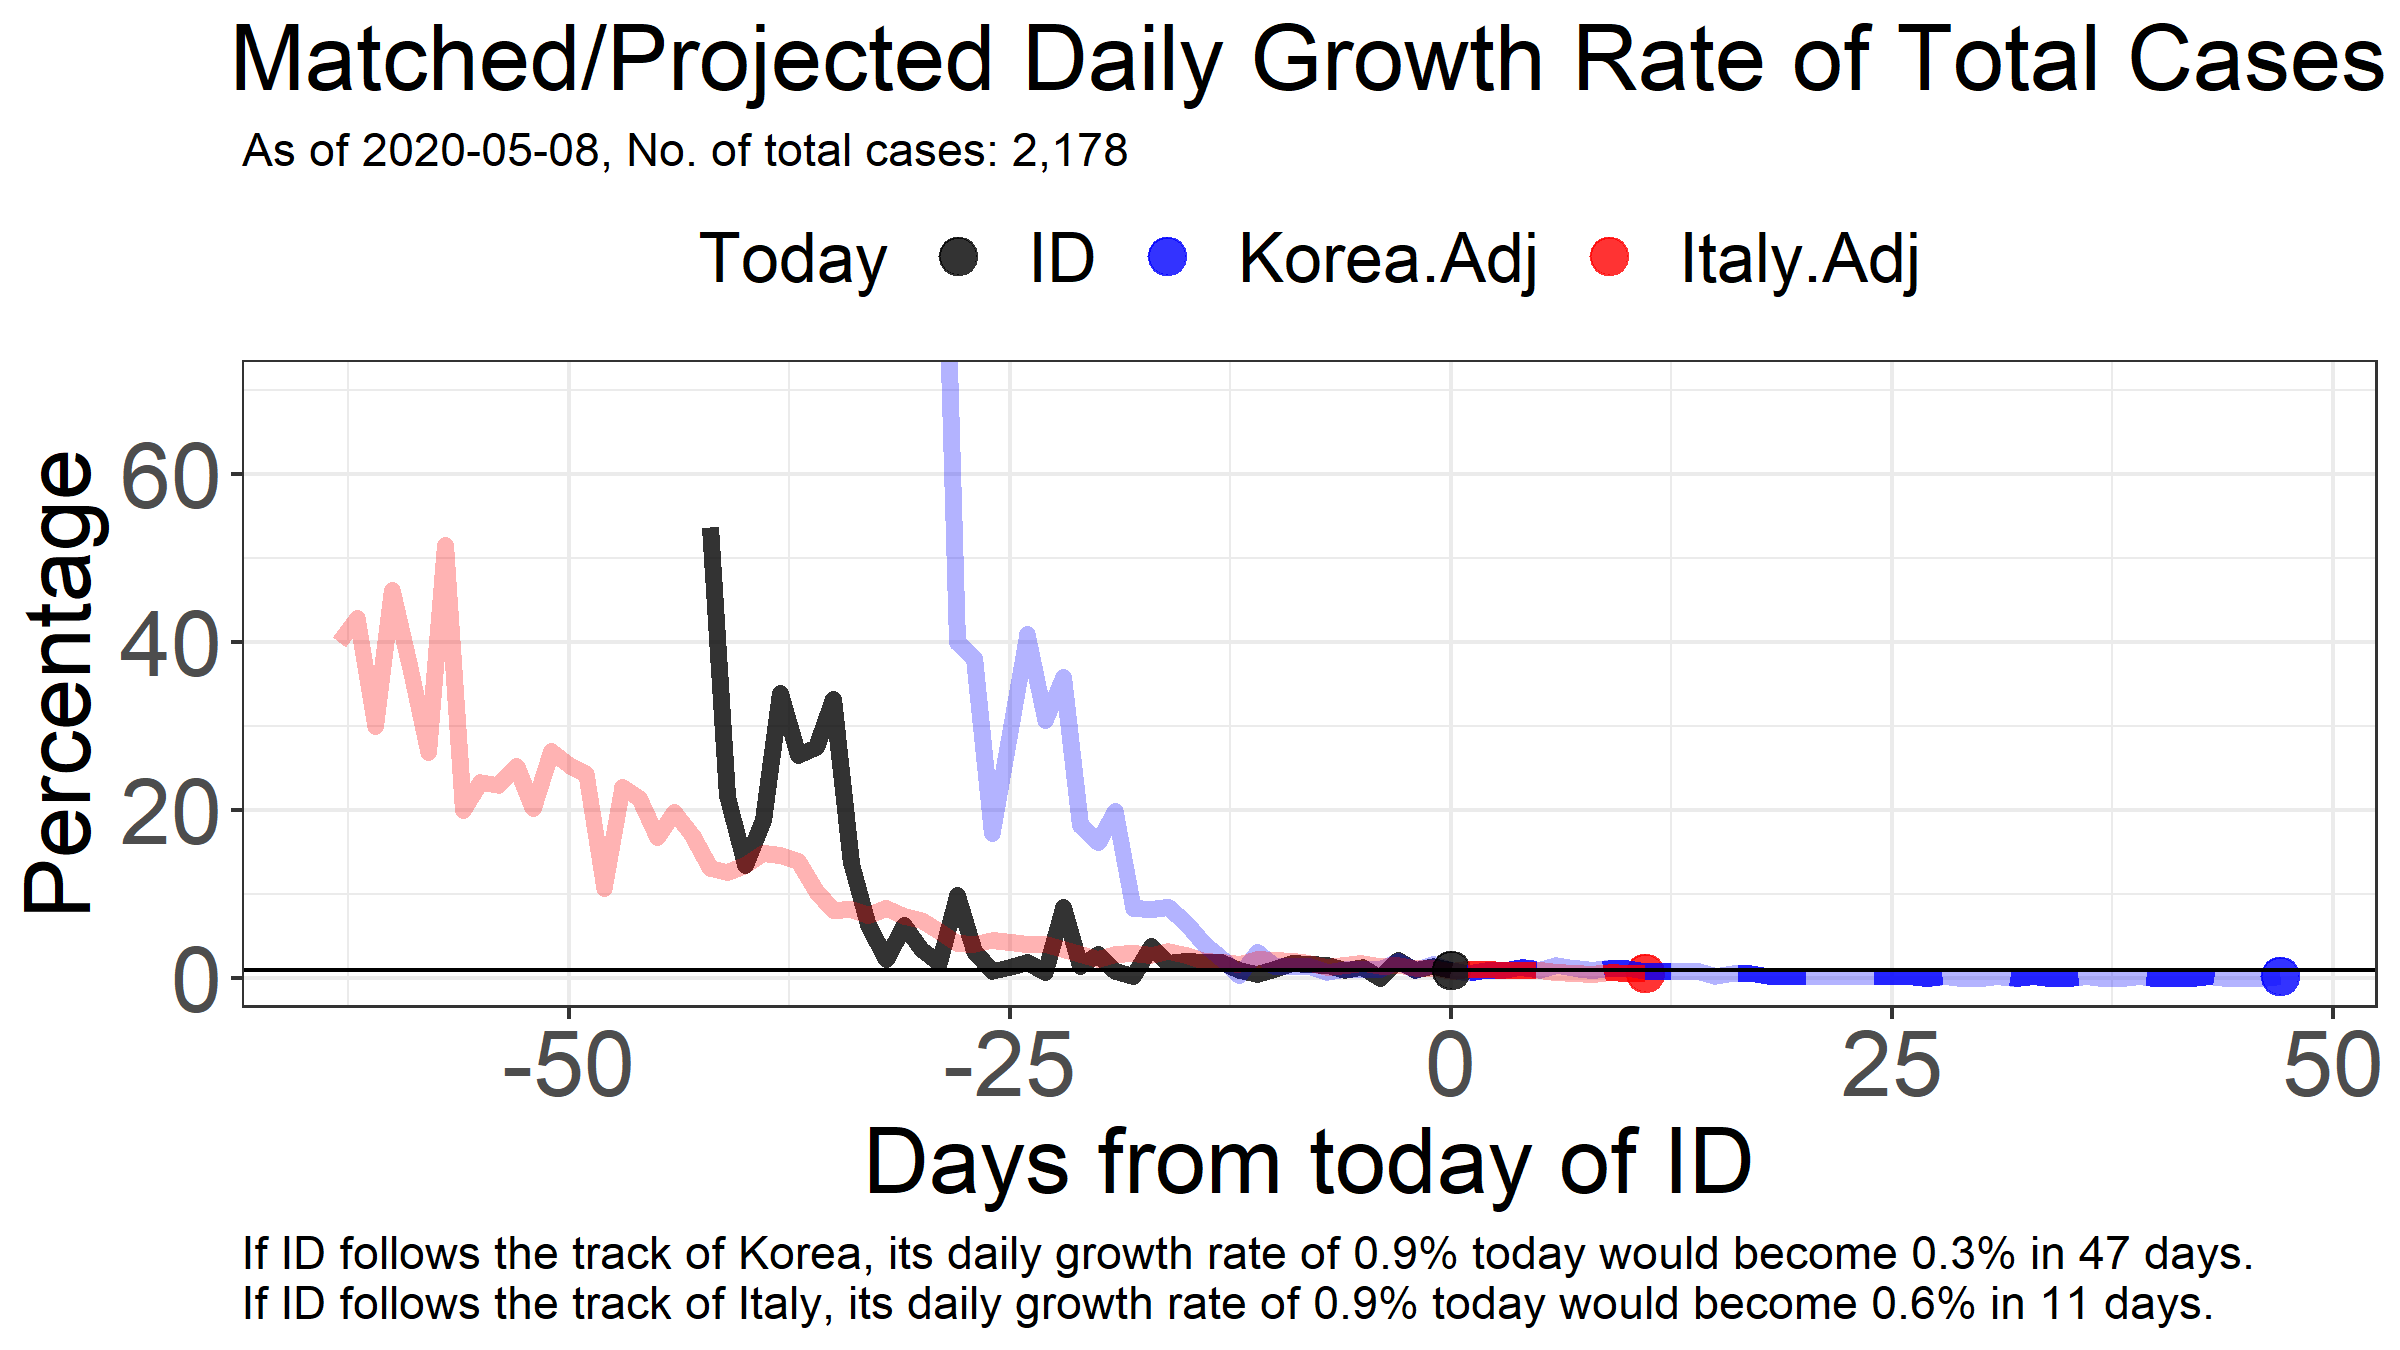 Matched/Projected Daily Growth Rate of Total Cases
As of 2020-05-08, No. of total cases: 2,178
Today ID Korea.Adj Italy.Adj
Percentage
60
40
20
0
-50 -25 0 25 50
Days from today of ID
If ID follows the track of Korea, its daily growth rate of 0.9% today would become 0.3% in 47 days.
If ID follows the track of Italy, its daily growth rate of 0.9% today would become 0.6% in 11 days.